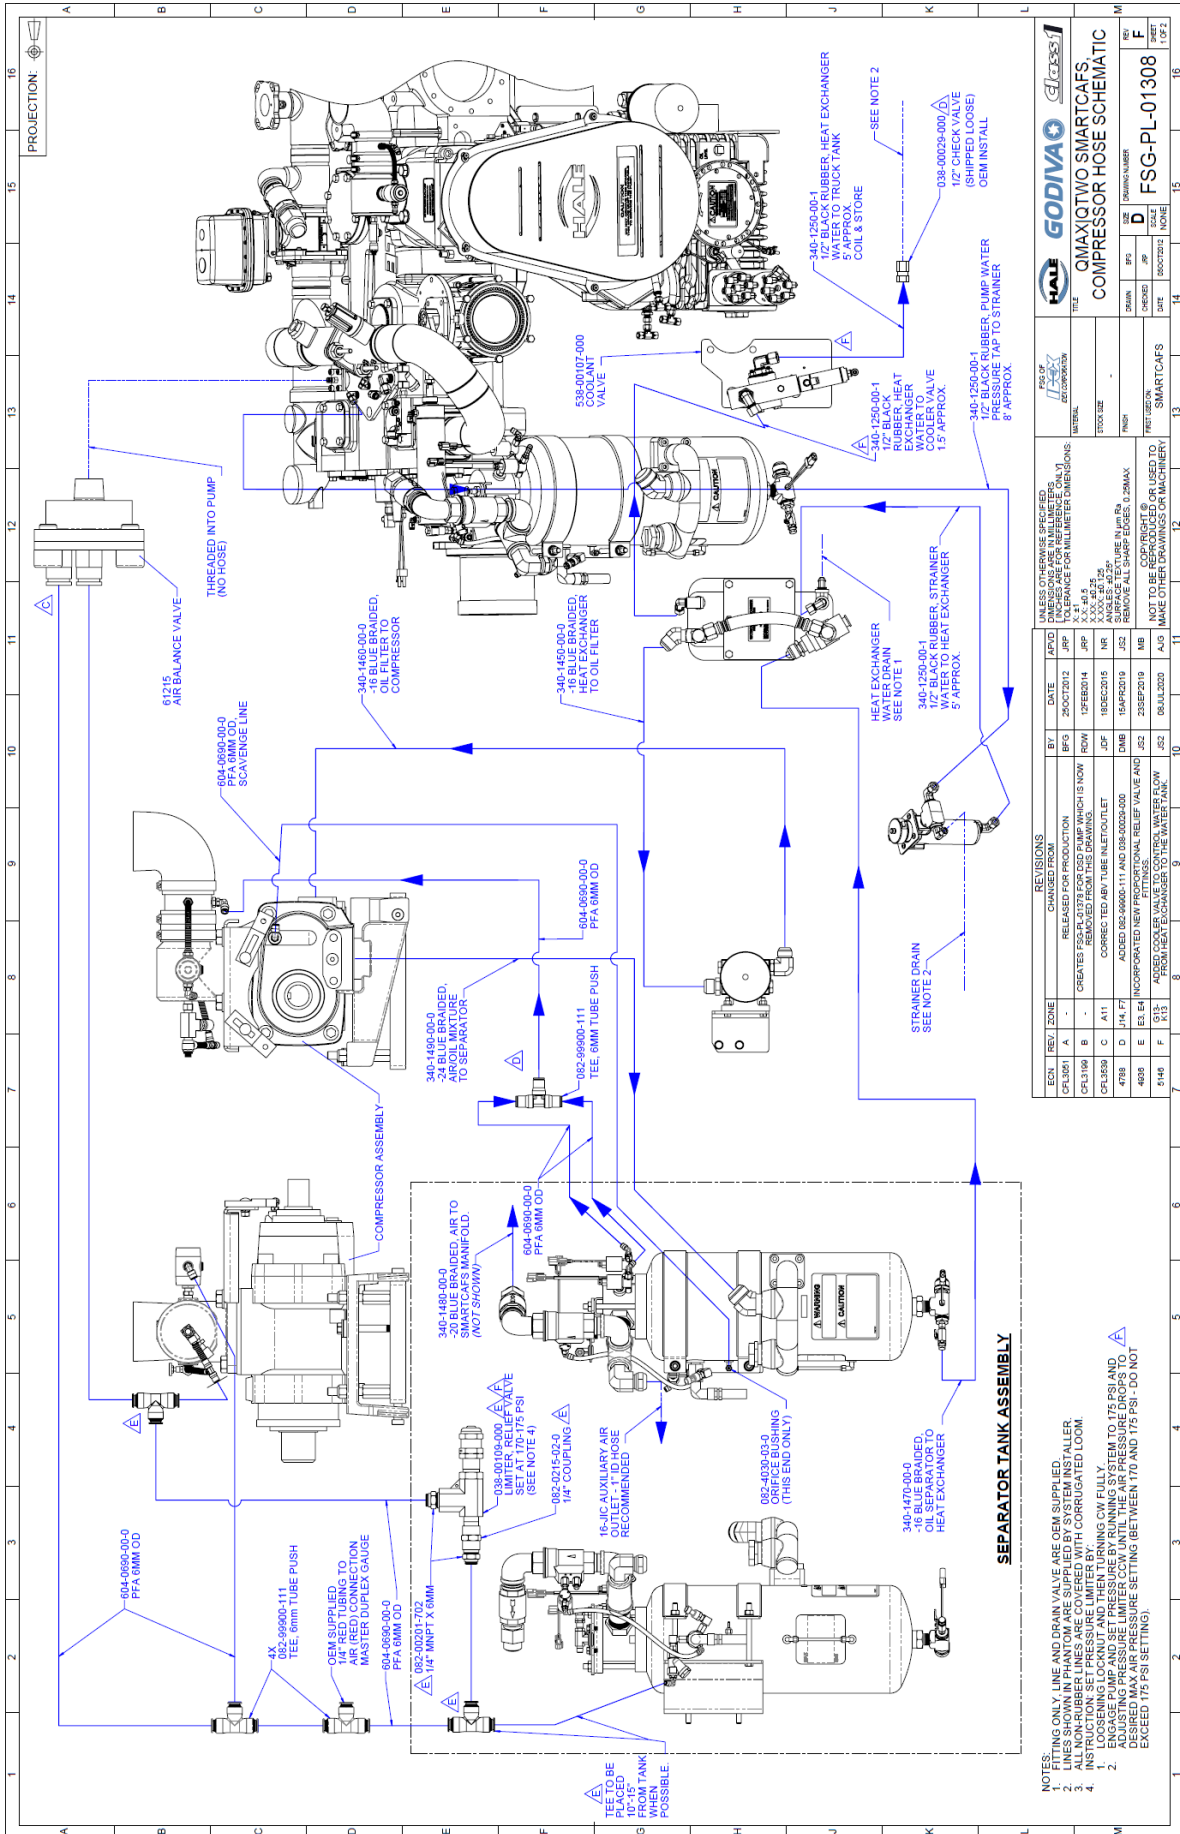 PROJECTION:
61215
AIR BALANCE VALVE
THREADED INTO PUMP
(NO HOSE)
604-0690-00-0
PFA 6MM OD,
SCAVENGE LINE
340-1460-00-0
-16 BLUE BRAIDED,
OIL FILTER TO
COMPRESSOR
340-1450-00-0
-16 BLUE BRAIDED,
HEAT EXCHANGER
TO OIL FILTER
538-00107-000
COOLANT
VALVE
340-1250-00-1
1/2" BLACK RUBBER, HEAT EXCHANGER
WATER TO TRUCK TANK
5' APPROX.
COIL & STORE
SEE NOTE 2
038-00029-000
1/2" CHECK VALVE
(SHIPPED LOOSE)
OEM INSTALL
340-1250-00-1
1/2" BLACK
RUBBER, HEAT
EXCHANGER
WATER TO
COOLER VALVE
1.5' APPROX.
340-1250-00-1
1/2" BLACK RUBBER, PUMP WATER
PRESSURE TAP TO STRAINER
8' APPROX.
HEAT EXCHANGER
WATER DRAIN
SEE NOTE 1
340-1250-00-1
1/2" BLACK RUBBER, STRAINER
WATER TO HEAT EXCHANGER
5' APPROX.
STRAINER DRAIN
SEE NOTE 2
604-0690-00-0
PFA 6MM OD
340-1490-00-0
-24 BLUE BRAIDED,
AIR/OIL MIXTURE
TO SEPARATOR
082-99900-111
TEE, 6MM TUBE PUSH
COMPRESSOR ASSEMBLY
604-0690-00-0
PFA 6MM OD
340-1480-00-0
-20 BLUE BRAIDED, AIR TO
SMARTCAFS MANIFOLD.
(NOT SHOWN)
038-00109-000
LIMITER, RELIEF VALVE
SET AT 170-175 PSI
(SEE NOTE 4)
082-0215-02-0
1/4" COUPLING
16-JIC AUXILIARY AIR
OUTLET - 1" ID HOSE
RECOMMENDED
082-4030-03-0
ORIFICE BUSHING
(THIS END ONLY)
340-1470-00-0
-16 BLUE BRAIDED,
OIL SEPARATOR TO
HEAT EXCHANGER
604-0690-00-0
PFA 6MM OD
4X
082-99900-111
TEE, 6mm TUBE PUSH
OEM SUPPLIED
1/4" RED TUBING TO
AIR (RED) CONNECTION
MASTER DUPLEX GAUGE
604-0690-00-0
PFA 6MM OD
082-00201-702
1/4" MNPT X 6MM
TEE TO BE
PLACED
10"-15"
FROM TANK
WHEN
POSSIBLE.
HALE
CAUTION
WARNING
CAUTION
SEPARATOR TANK ASSEMBLY
NOTES:
1. FITTING ONLY, LINE AND DRAIN VALVE ARE OEM SUPPLIED.
2. LINES SHOWN IN PHANTOM ARE SUPPLIED BY SYSTEM INSTALLER.
3. ALL NON-RUBBER LINES ARE COVERED WITH CORRUGATED LOOM.
4. INSTRUCTION: SET PRESSURE LIMITER BY:
1. LOOSENING LOCKNUT AND THEN TURNING CW FULLY.
2. ENGAGE PUMP AND SET PRESSURE BY RUNNING SYSTEM TO 175 PSI AND
ADJUSTING PRESSURE LIMITER CCW UNTIL THE AIR PRESSURE DROPS TO
DESIRED MAX AIR PRESSURE SETTING (BETWEEN 170 AND 175 PSI - DO NOT
EXCEED 175 PSI SETTING).
REVISIONS
ECN REV. ZONE CHANGED FROM BY DATE APVD
CFL3051 A - RELEASED FOR PRODUCTION BFG 25OCT2012 JRP
CFL3199 B - CREATES FSG-PL-01378 FOR DSD PUMP WHICH IS NOW REMOVED FROM THIS DRAWING. RDW 12FEB2014 JRP
CFL3539 C A11 CORRECTED ABV TUBE INLET/OUTLET JDF 18DEC2015 NR
4788 D J14, F7 ADDED 082-99900-111 AND 038-00029-000 DMB 15APR2019 JS2
4936 E E3, E4 INCORPORATED NEW PROPORTIONAL RELIEF VALVE AND FITTINGS. JS2 23SEP2019 MB
5146 F G13-K13 ADDED COOLER VALVE TO CONTROL WATER FLOW FROM HEAT EXCHANGER TO THE WATER TANK. JS2 08JUL2020 AJG
UNLESS OTHERWISE SPECIFIED
DIMENSIONS ARE IN MILLIMETERS
[INCHES ARE FOR REFERENCE ONLY]
TOLERANCE FOR MILLIMETER DIMENSIONS:
X.: ±1
X.X: ±0.5
X.XX: ±0.25
X.XXX: ±0.125
ANGLES: ±0.25°
SURFACE TEXTURE IN µm Ra
REMOVE ALL SHARP EDGES, 0.25MAX
COPYRIGHT ©
NOT TO BE REPRODUCED OR USED TO
MAKE OTHER DRAWINGS OR MACHINERY
FSG OF
IDEX
IDEX CORPORATION
MATERIAL
STOCK SIZE
FINISH
-
FIRST USED ON:
SMARTCAFS
HALE GODIVA class1
TITLE
QMAX|QTWO SMARTCAFS,
COMPRESSOR HOSE SCHEMATIC
DRAWN BFG
CHECKED JRP
DATE 05OCT2012
SIZE D
SCALE NONE
DRAWING NUMBER
FSG-PL-01308
REV F
SHEET 1 OF 2